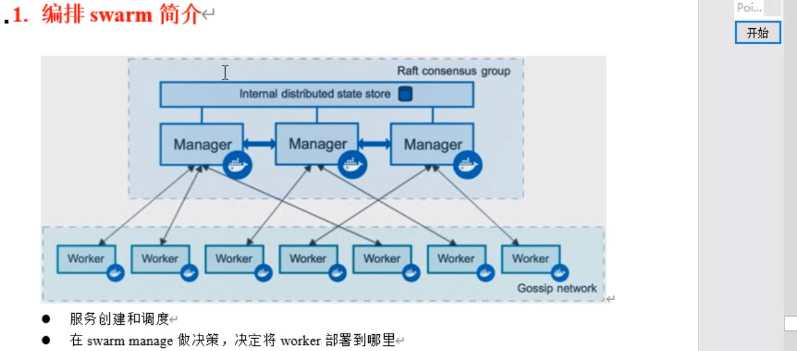 Poi...
1. 编排 swarm 简介
开始
Raft consensus group
Internal distributed state store
Manager Manager Manager
Worker Worker Worker Worker Worker Worker Worker
Gossip network
● 服务创建和调度
● 在 swarm manage 做决策，决定将 worker 部署到哪里